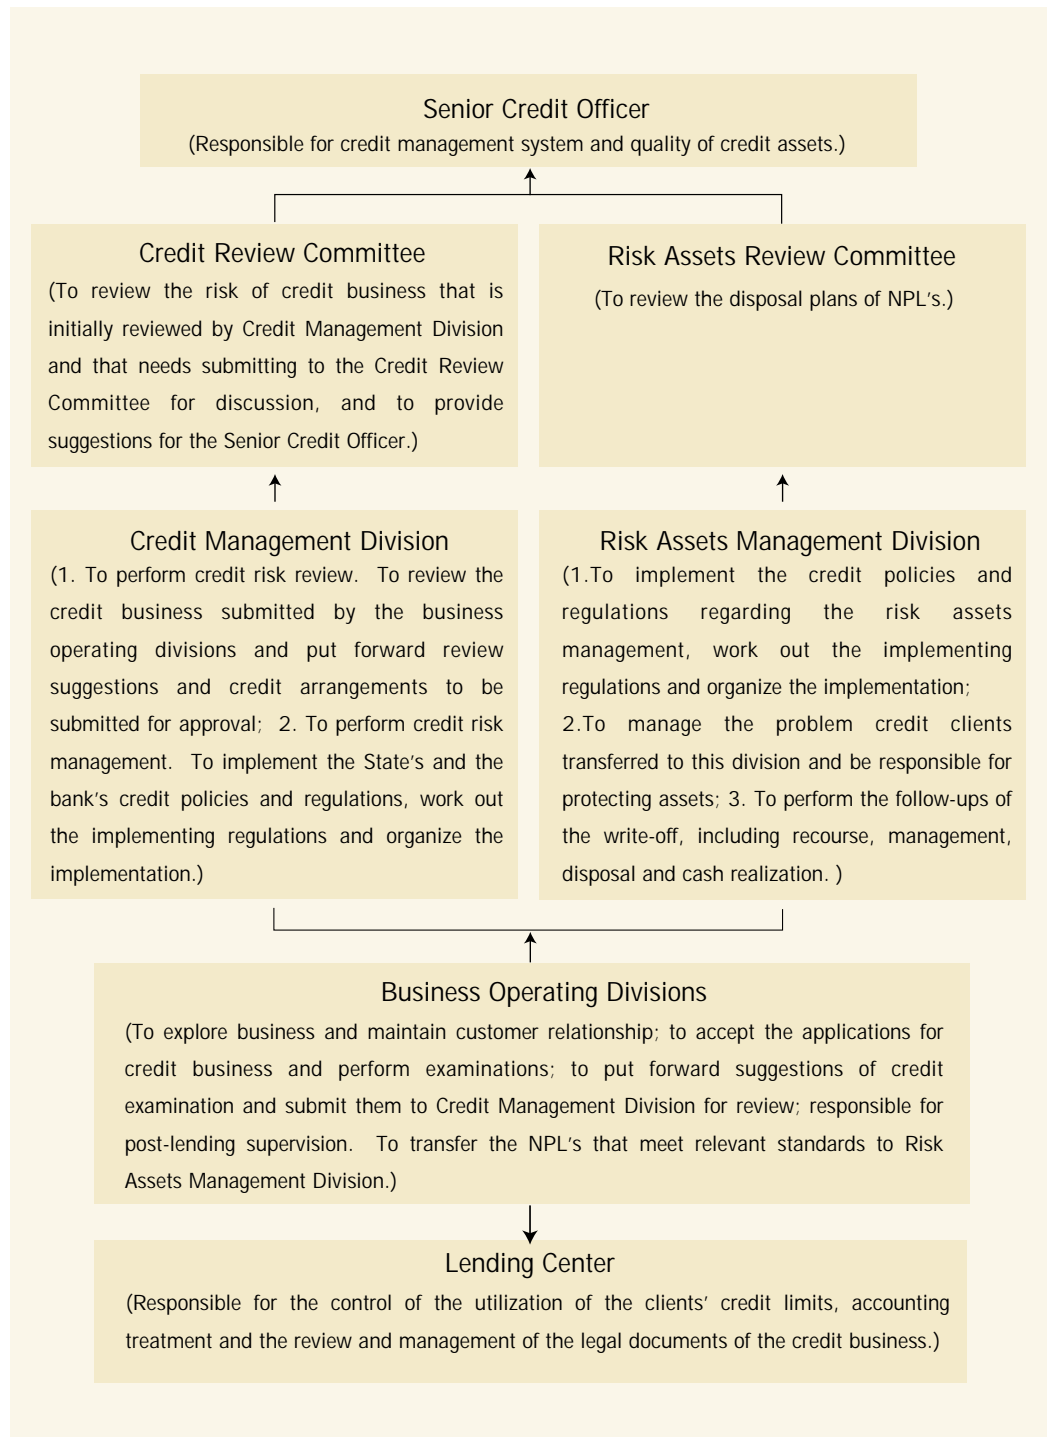 Senior Credit Officer
(Responsible for credit management system and quality of credit assets.)
Credit Review Committee
(To review the risk of credit business that is
initially reviewed by Credit Management Division
and that needs submitting to the Credit Review
Committee for discussion, and to provide
suggestions for the Senior Credit Officer.)
Risk Assets Review Committee
(To review the disposal plans of NPL's.)
Credit Management Division
(1. To perform credit risk review. To review the
credit business submitted by the business
operating divisions and put forward review
suggestions and credit arrangements to be
submitted for approval; 2. To perform credit risk
management. To implement the State's and the
bank's credit policies and regulations, work out
the implementing regulations and organize the
implementation.)
Risk Assets Management Division
(1.To implement the credit policies and
regulations regarding the risk assets
management, work out the implementing
regulations and organize the implementation;
2.To manage the problem credit clients
transferred to this division and be responsible for
protecting assets; 3. To perform the follow-ups of
the write-off, including recourse, management,
disposal and cash realization. )
Business Operating Divisions
(To explore business and maintain customer relationship; to accept the applications for
credit business and perform examinations; to put forward suggestions of credit
examination and submit them to Credit Management Division for review; responsible for
post-lending supervision. To transfer the NPL's that meet relevant standards to Risk
Assets Management Division.)
Lending Center
(Responsible for the control of the utilization of the clients' credit limits, accounting
treatment and the review and management of the legal documents of the credit business.)